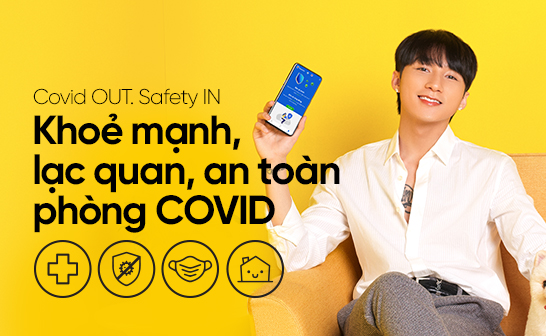 Covid OUT. Safety IN
Khoẻ mạnh,
lạc quan, an toàn
phòng COVID